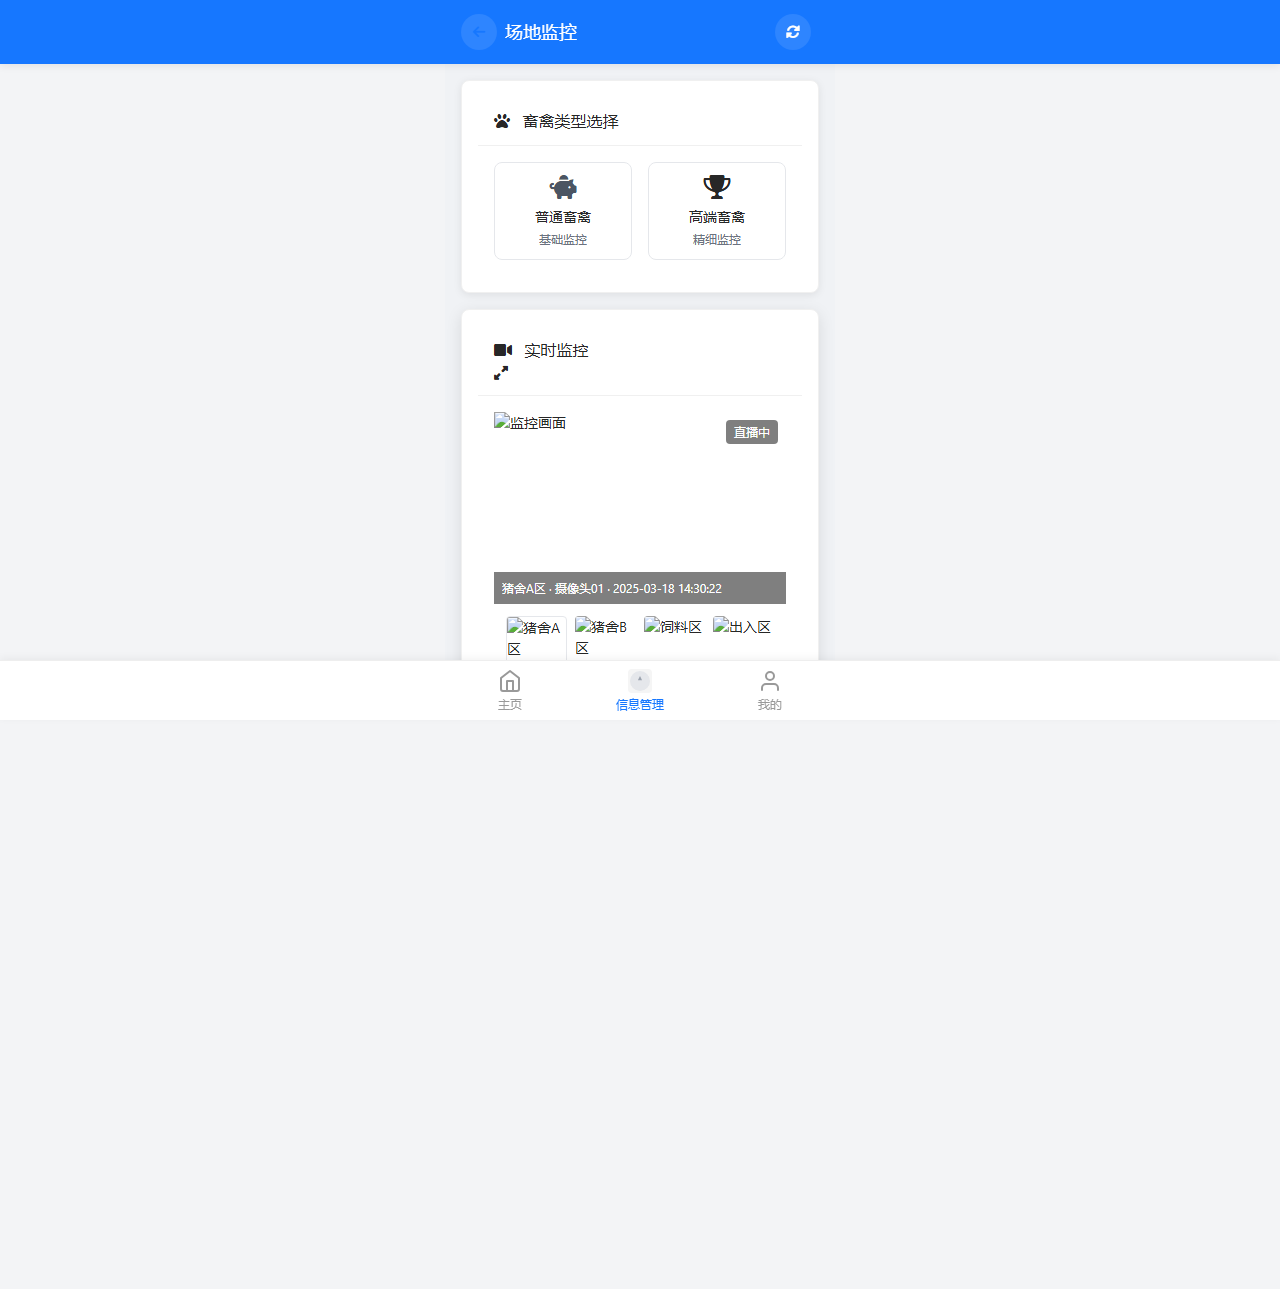 场地监控
畜禽类型选择
普通畜禽
基础监控
高端畜禽
精细监控
实时监控
监控画面
直播中
猪舍A区 · 摄像头01 · 2025-03-18 14:30:22
猪舍A
区
猪舍B
区
饲料区
出入区
主页
信息管理
我的